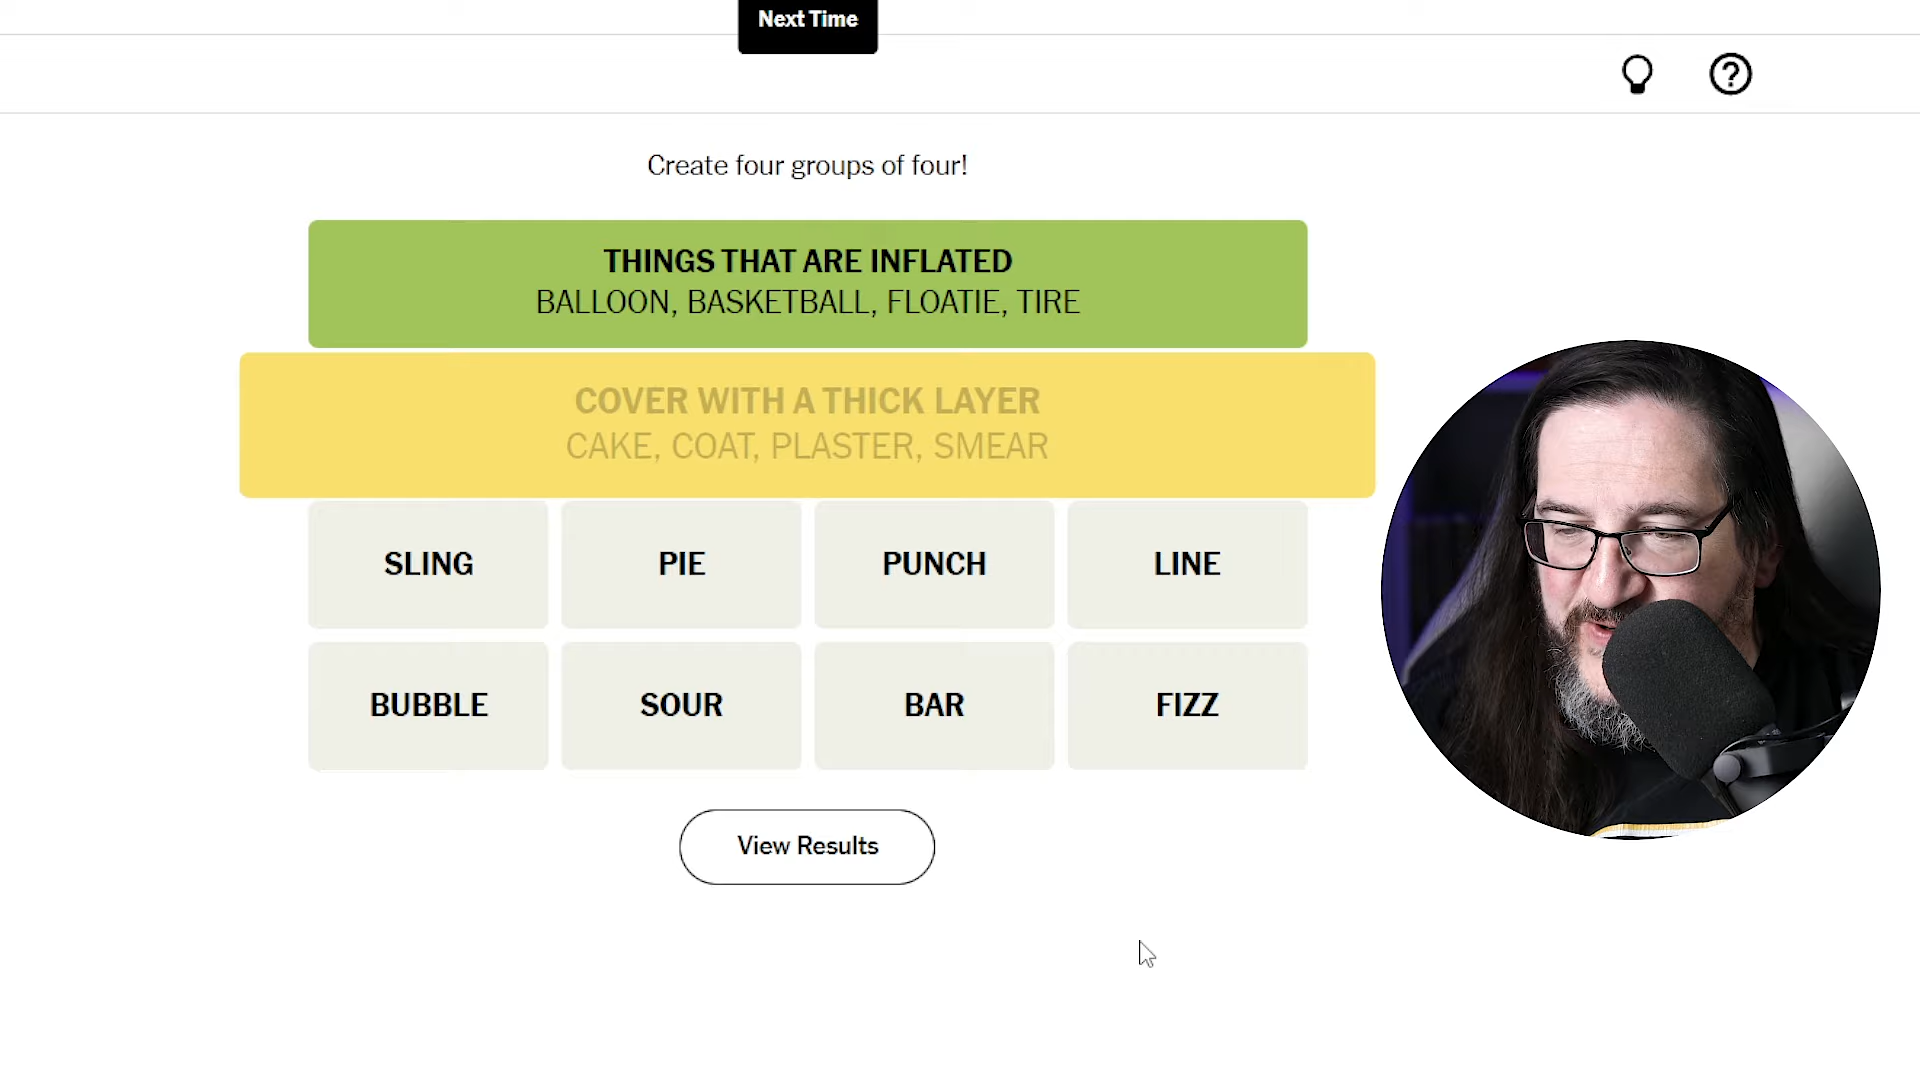 Next Time
Create four groups of four!
THINGS THAT ARE INFLATED
BALLOON, BASKETBALL, FLOATIE, TIRE
COVER WITH A THICK LAYER
CAKE, COAT, PLASTER, SMEAR
SLING PIE PUNCH LINE
BUBBLE SOUR BAR FIZZ
View Results